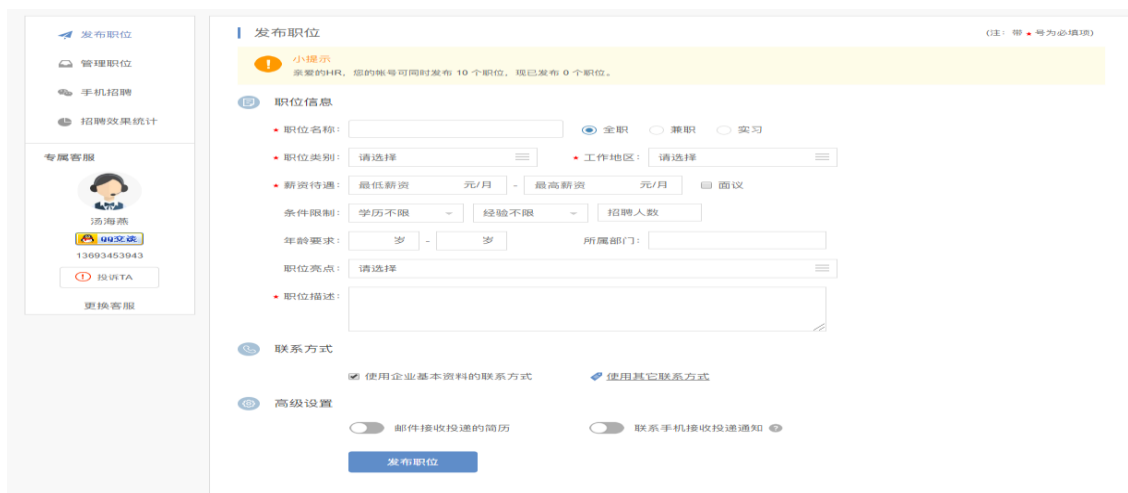 发布职位
管理职位
手机招聘
招聘效果统计
专属客服
汤海燕
QQ交谈
13693453943
投诉TA
更换客服
发布职位 (注：带★号为必填项)
小提示
亲爱的HR，您的帐号可同时发布 10 个职位，现已发布 0 个职位。
职位信息
★ 职位名称： 全职 兼职 实习
★ 职位类别： 请选择 ★ 工作地区： 请选择
★ 薪资待遇： 最低薪资 元/月 - 最高薪资 元/月 面议
条件限制： 学历不限 经验不限 招聘人数
年龄要求： 岁 - 岁 所属部门：
职位亮点： 请选择
★ 职位描述：
联系方式
使用企业基本资料的联系方式 使用其它联系方式
高级设置
邮件接收投递的简历 联系手机接收投递通知 ?
发布职位